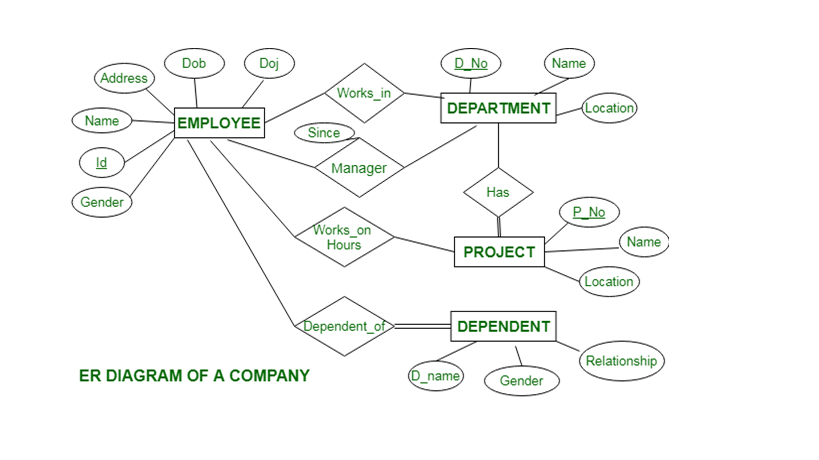 Dob
Doj
D_No
Name
Address
Works_in
DEPARTMENT
Location
Name
EMPLOYEE
Since
Id
Manager
Gender
Has
P_No
Works_on
Hours
Name
PROJECT
Location
Dependent_of
DEPENDENT
Relationship
D_name
Gender
ER DIAGRAM OF A COMPANY